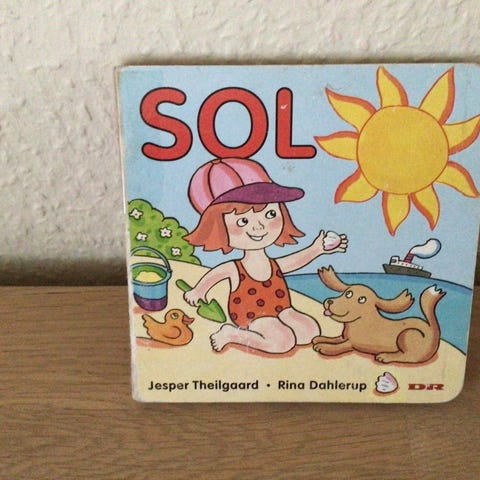 SOL
Jesper Theilgaard • Rina Dahlerup
DR